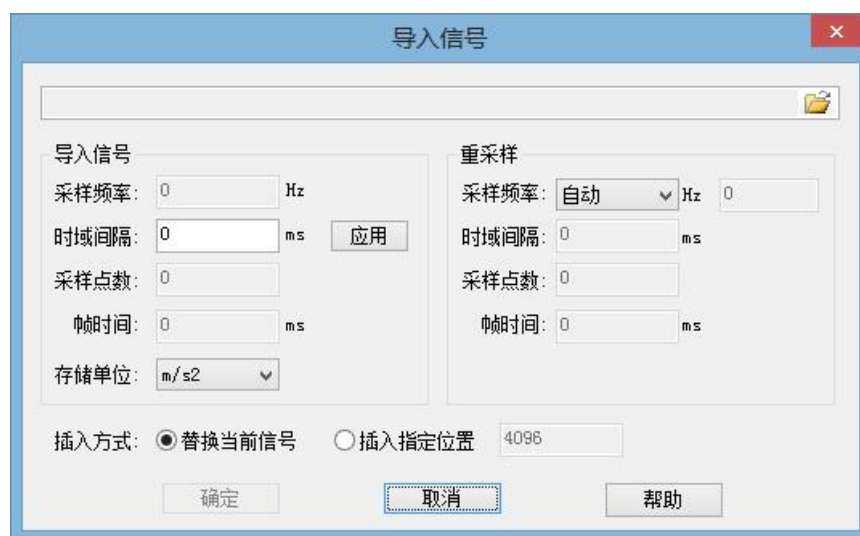 导入信号
导入信号
采样频率: 0 Hz
时域间隔: 0 ms 应用
采样点数: 0
帧时间: 0 ms
存储单位: m/s2
重采样
采样频率: 自动 Hz 0
时域间隔: 0 ms
采样点数: 0
帧时间: 0 ms
插入方式: 替换当前信号 插入指定位置 4096
确定 取消 帮助